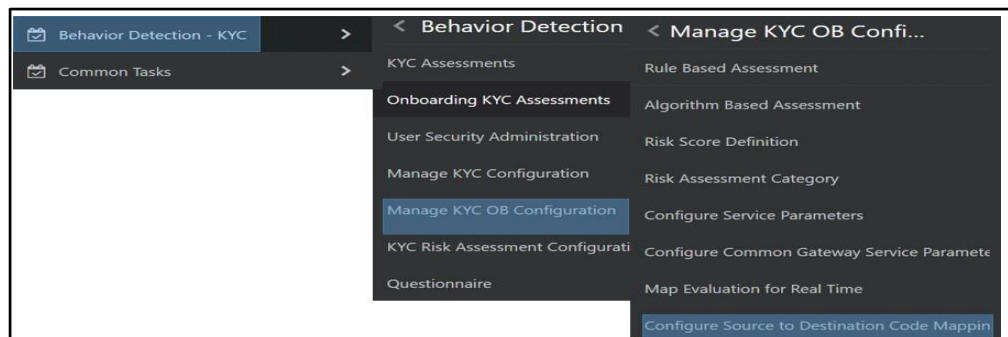 Behavior Detection - KYC
Common Tasks
Behavior Detection
KYC Assessments
Onboarding KYC Assessments
User Security Administration
Manage KYC Configuration
Manage KYC OB Configuration
KYC Risk Assessment Configurati
Questionnaire
Manage KYC OB Confi...
Rule Based Assessment
Algorithm Based Assessment
Risk Score Definition
Risk Assessment Category
Configure Service Parameters
Configure Common Gateway Service Paramete
Map Evaluation for Real Time
Configure Source to Destination Code Mappin